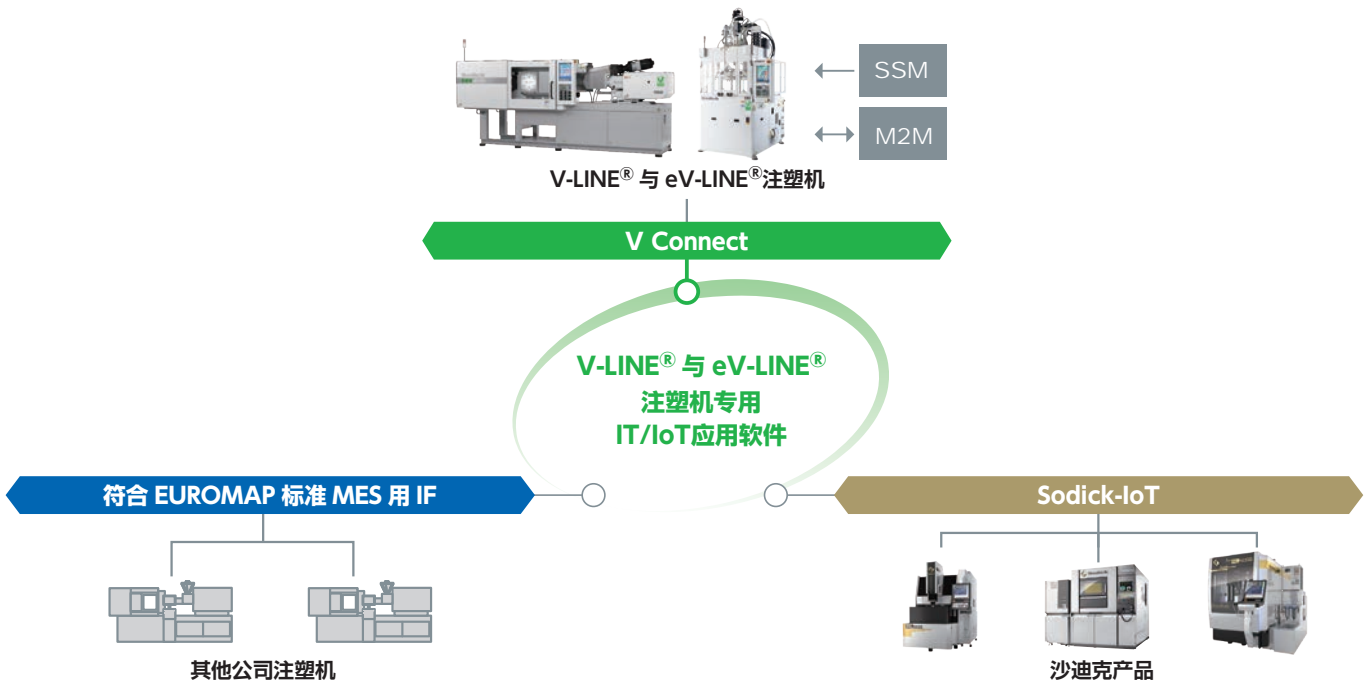 SSM
M2M
V-LINE® 与 eV-LINE®注塑机
V Connect
V-LINE® 与 eV-LINE®
注塑机专用
IT/IoT应用软件
符合 EUROMAP 标准 MES 用 IF
Sodick-IoT
其他公司注塑机
沙迪克产品